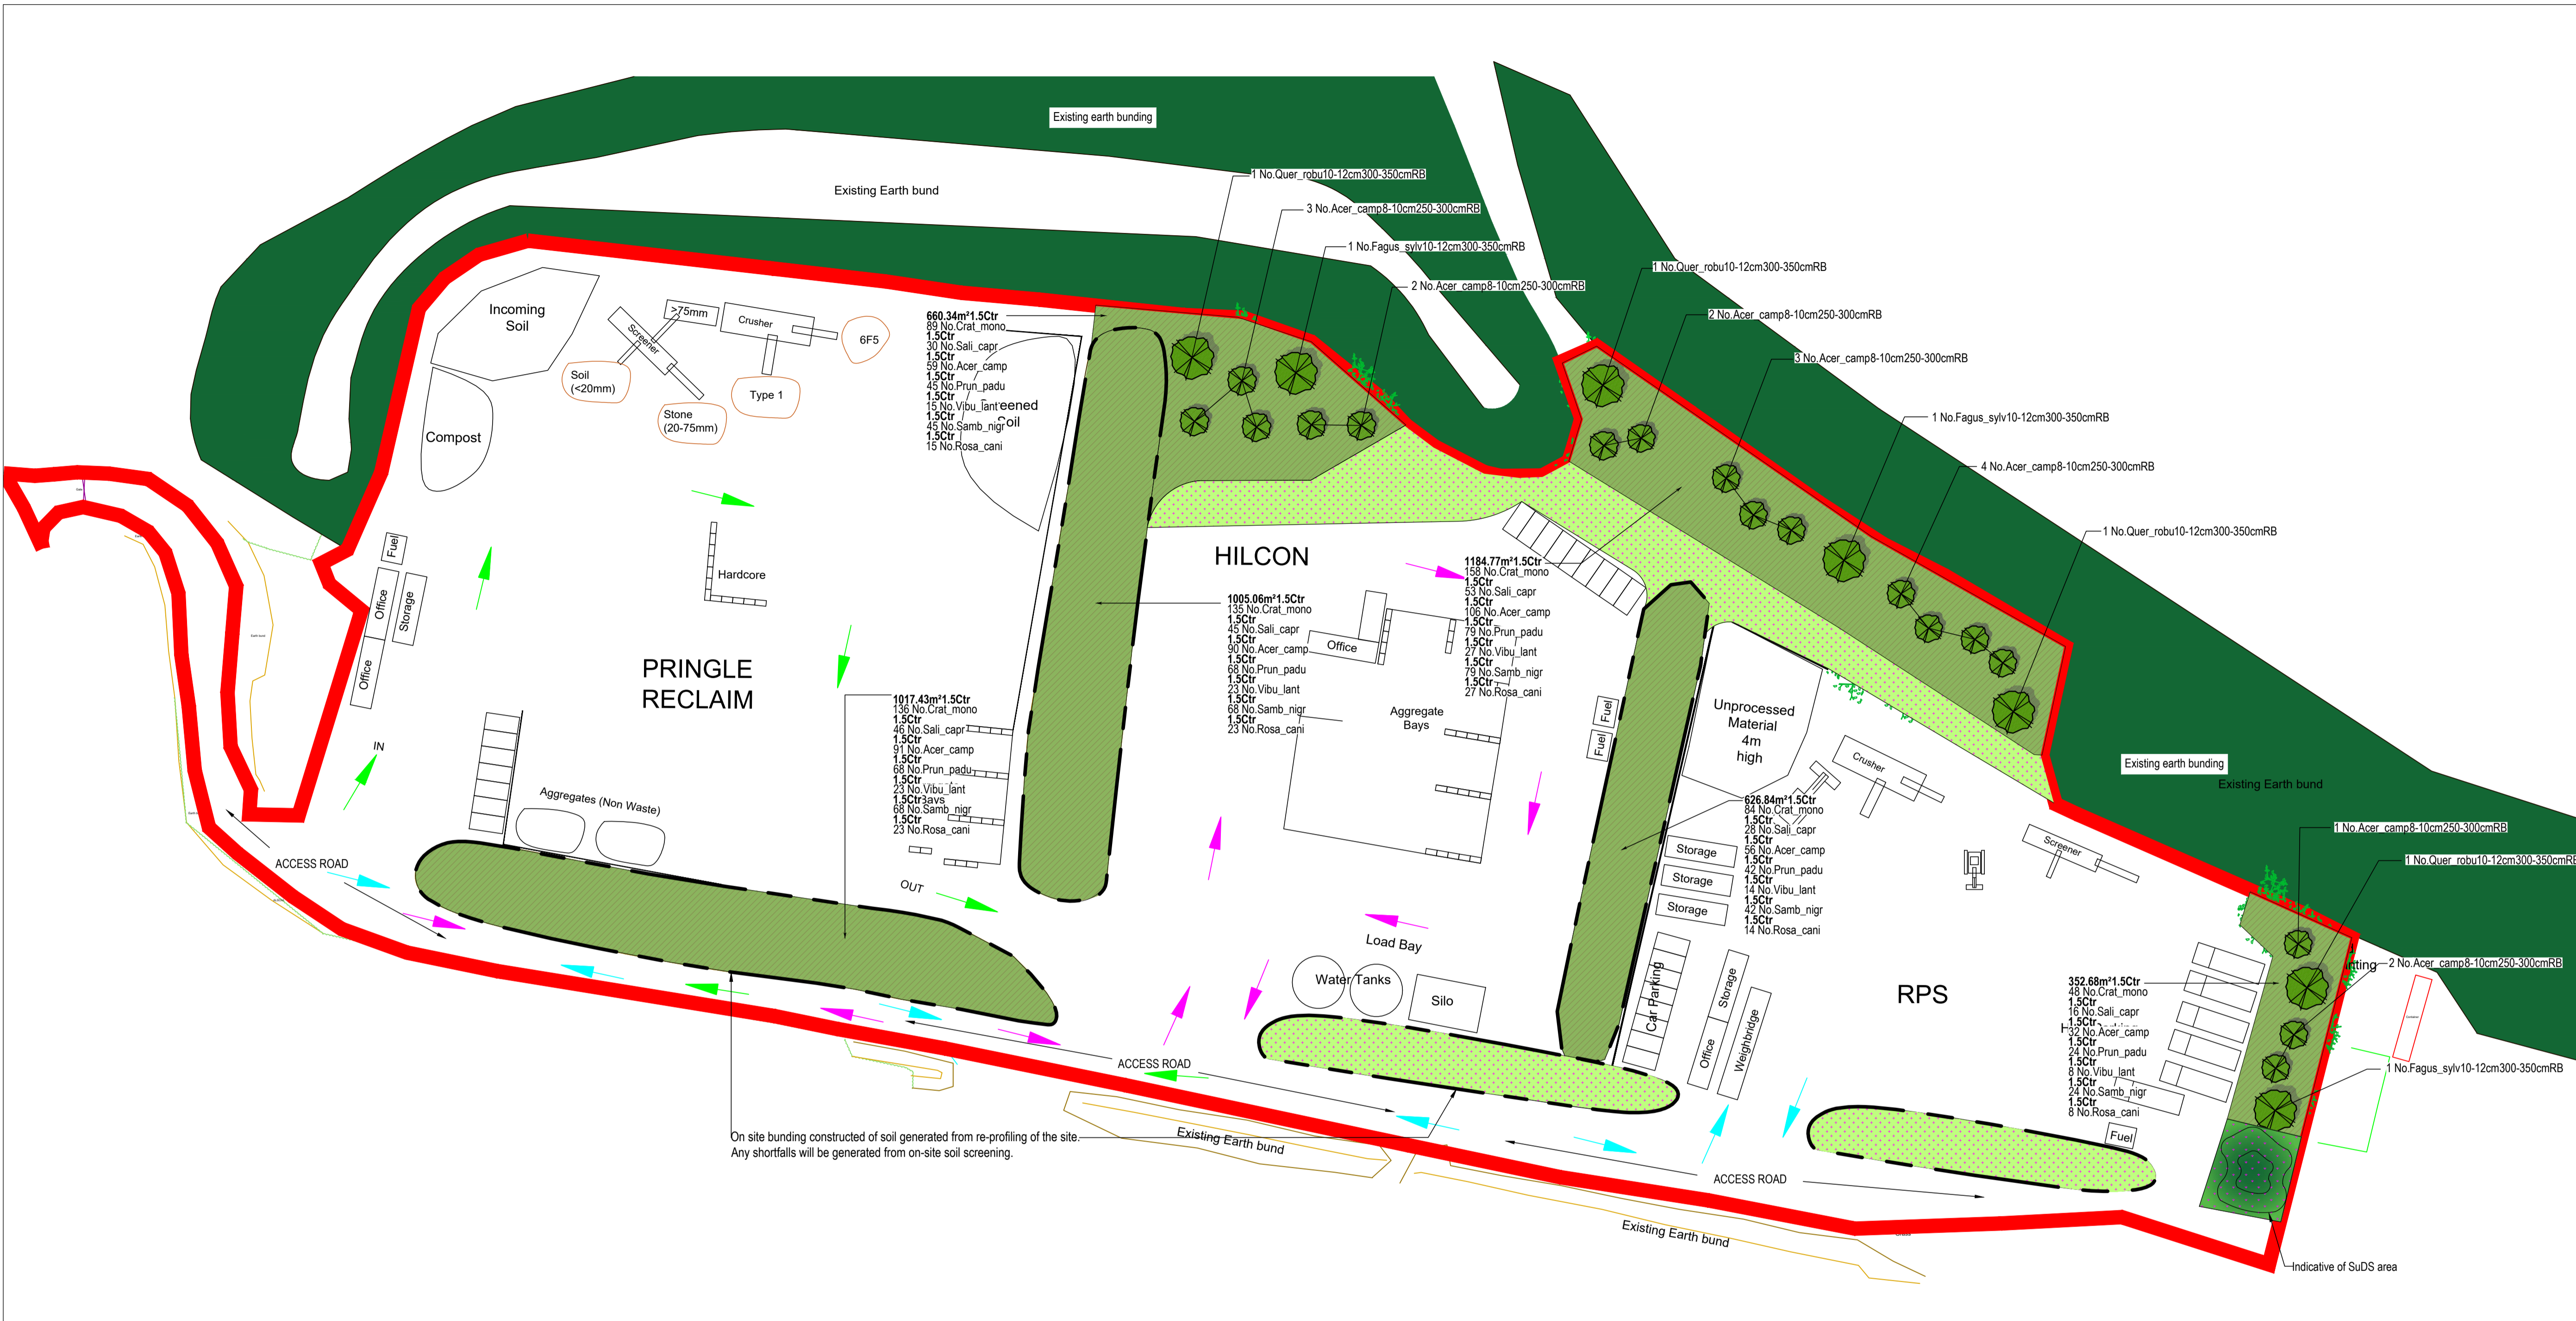 Existing earth bunding
Existing Earth bund
1 No.Quer_robu10-12cm300-350cmRB
3 No.Acer_camp8-10cm250-300cmRB
1 No.Fagus_sylv10-12cm300-350cmRB
2 No.Acer_camp8-10cm250-300cmRB
1 No.Quer_robu10-12cm300-350cmRB
2 No.Acer_camp8-10cm250-300cmRB
3 No.Acer_camp8-10cm250-300cmRB
1 No.Fagus_sylv10-12cm300-350cmRB
4 No.Acer_camp8-10cm250-300cmRB
1 No.Quer_robu10-12cm300-350cmRB
Incoming
Soil
Compost
Screener
>75mm
Crusher
6F5
Soil
(<20mm)
Stone
(20-75mm)
Type 1
660.34m²1.5Ctr
89 No.Crat_mono
1.5Ctr
30 No.Sali_capr
1.5Ctr
59 No.Acer_camp
1.5Ctr
45 No.Prun_padu
1.5Ctr
15 No.Vibu_lant
1.5Ctr
45 No.Samb_nigr
1.5Ctr
15 No.Rosa_cani
Fuel
Office
Storage
Office
Hardcore
PRINGLE
RECLAIM
IN
Aggregates (Non Waste)
ACCESS ROAD
1017.43m²1.5Ctr
136 No.Crat_mono
1.5Ctr
46 No.Sali_capr
1.5Ctr
91 No.Acer_camp
1.5Ctr
68 No.Prun_padu
1.5Ctr
23 No.Vibu_lant
1.5Ctr
68 No.Samb_nigr
1.5Ctr
23 No.Rosa_cani
OUT
HILCON
1005.06m²1.5Ctr
135 No.Crat_mono
1.5Ctr
45 No.Sali_capr
1.5Ctr
90 No.Acer_camp
1.5Ctr
68 No.Prun_padu
1.5Ctr
23 No.Vibu_lant
1.5Ctr
68 No.Samb_nigr
1.5Ctr
23 No.Rosa_cani
Office
Aggregate
Bays
1184.77m²1.5Ctr
158 No.Crat_mono
1.5Ctr
53 No.Sali_capr
1.5Ctr
106 No.Acer_camp
1.5Ctr
79 No.Prun_padu
1.5Ctr
27 No.Vibu_lant
1.5Ctr
79 No.Samb_nigr
1.5Ctr
27 No.Rosa_cani
Fuel
Fuel
Load Bay
Water Tanks
Silo
Unprocessed
Material
4m
high
Crusher
Screener
626.84m²1.5Ctr
84 No.Crat_mono
1.5Ctr
28 No.Sali_capr
1.5Ctr
56 No.Acer_camp
1.5Ctr
42 No.Prun_padu
1.5Ctr
14 No.Vibu_lant
1.5Ctr
42 No.Samb_nigr
1.5Ctr
14 No.Rosa_cani
Storage
Storage
Storage
Car Parking
Storage
Office
Weighbridge
RPS
Existing earth bunding
Existing Earth bund
1 No.Acer_camp8-10cm250-300cmRB
1 No.Quer_robu10-12cm300-350cmRB
2 No.Acer_camp8-10cm250-300cmRB
1 No.Fagus_sylv10-12cm300-350cmRB
352.68m²1.5Ctr
48 No.Crat_mono
1.5Ctr
16 No.Sali_capr
1.5Ctr
32 No.Acer_camp
1.5Ctr
24 No.Prun_padu
1.5Ctr
8 No.Vibu_lant
1.5Ctr
24 No.Samb_nigr
1.5Ctr
8 No.Rosa_cani
Fuel
ACCESS ROAD
ACCESS ROAD
On site bunding constructed of soil generated from re-profiling of the site.
Any shortfalls will be generated from on-site soil screening.
Existing Earth bund
Existing Earth bund
Indicative of SuDS area